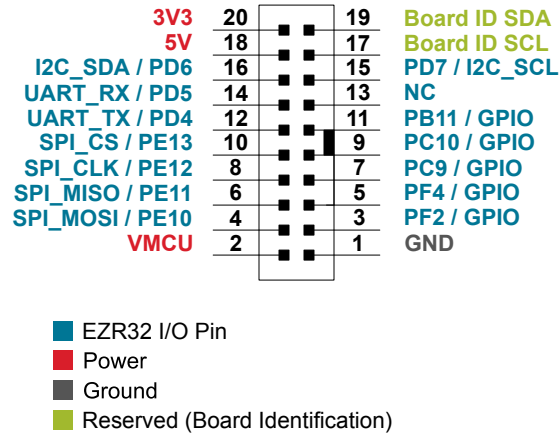 3V3 20 19 Board ID SDA
5V 18 17 Board ID SCL
I2C_SDA / PD6 16 15 PD7 / I2C_SCL
UART_RX / PD5 14 13 NC
UART_TX / PD4 12 11 PB11 / GPIO
SPI_CS / PE13 10 9 PC10 / GPIO
SPI_CLK / PE12 8 7 PC9 / GPIO
SPI_MISO / PE11 6 5 PF4 / GPIO
SPI_MOSI / PE10 4 3 PF2 / GPIO
VMCU 2 1 GND
EZR32 I/O Pin
Power
Ground
Reserved (Board Identification)